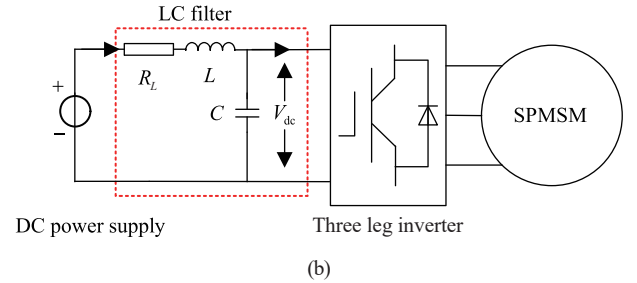 LC filter
R_L
L
C
V_dc
+
-
SPMSM
DC power supply
Three leg inverter
(b)